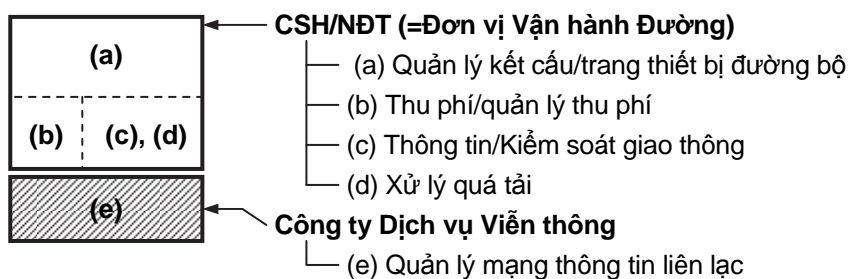 CSH/NĐT (=Đơn vị Vận hành Đường)
(a)
(a) Quản lý kết cấu/trang thiết bị đường bộ
(b) Thu phí/quản lý thu phí
(b) (c), (d)
(c) Thông tin/Kiểm soát giao thông
(d) Xử lý quá tải
(e)
Công ty Dịch vụ Viễn thông
(e) Quản lý mạng thông tin liên lạc